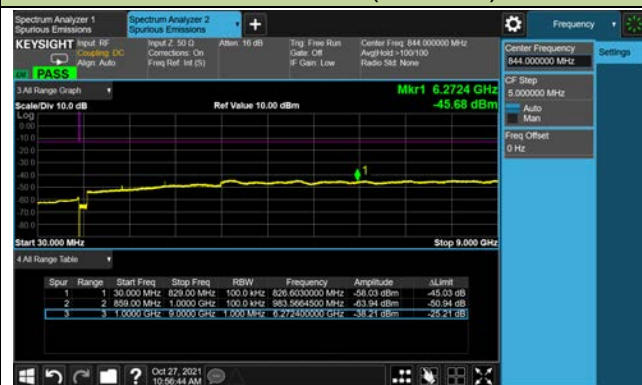 Spectrum Analyzer 1
Spurious Emissions
Spectrum Analyzer 2
Spurious Emissions
+
Frequency
KEYSIGHT
Input: RF
Coupling: DC
Align: Auto
Input Z: 50 Ω
Corrections: On
Freq Ref: Int (S)
Atten: 16 dB
Trig: Free Run
Gate: Off
IF Gain: Low
Center Freq: 844.000000 MHz
Avg|Hold:>100/100
Radio Std: None
PASS
Center Frequency
844.000000 MHz
Settings
CF Step
5.000000 MHz
Auto
Man
Freq Offset
0 Hz
3 All Range Graph
Mkr1 6.2724 GHz
Scale/Div 10.0 dB
Ref Value 10.00 dBm
-45.68 dBm
Log
0.00
-10.0
-20.0
-30.0
-40.0
-50.0
-60.0
-70.0
-80.0
1
Start 30.000 MHz
Stop 9.000 GHz
4 All Range Table
Spur Range Start Freq Stop Freq RBW Frequency Amplitude ΔLimit
1 1 30.000 MHz 829.00 MHz 100.0 kHz 826.6030000 MHz -58.03 dBm -45.03 dB
2 2 859.00 MHz 1.0000 GHz 100.0 kHz 983.5664500 MHz -63.94 dBm -50.94 dB
3 3 1.0000 GHz 9.0000 GHz 1.000 MHz 6.272400000 GHz -38.21 dBm -25.21 dB
?
Oct 27, 2021
10:56:44 AM